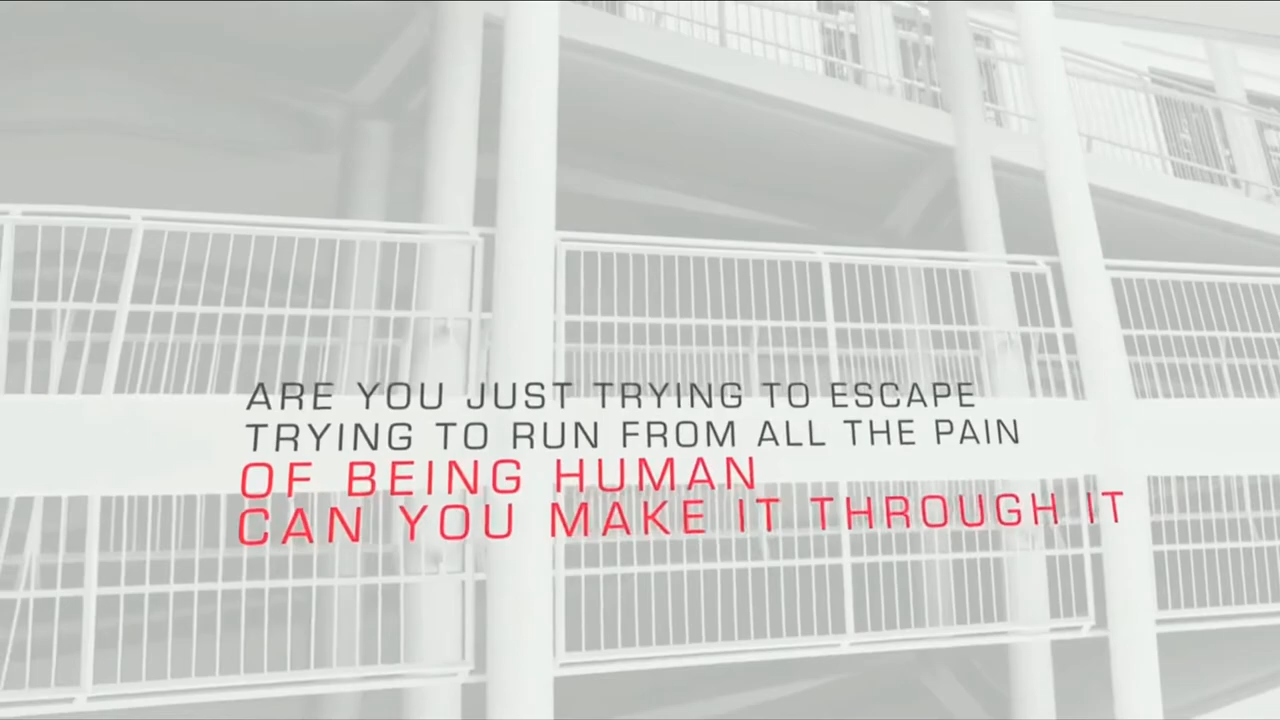 ARE YOU JUST TRYING TO ESCAPE
TRYING TO RUN FROM ALL THE PAIN
OF BEING HUMAN
CAN YOU MAKE IT THROUGH IT